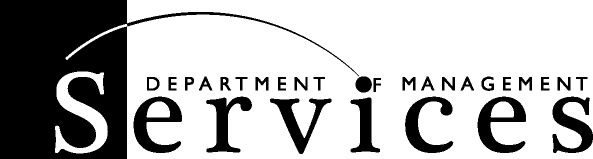 DEPARTMENT OF MANAGEMENT
Services